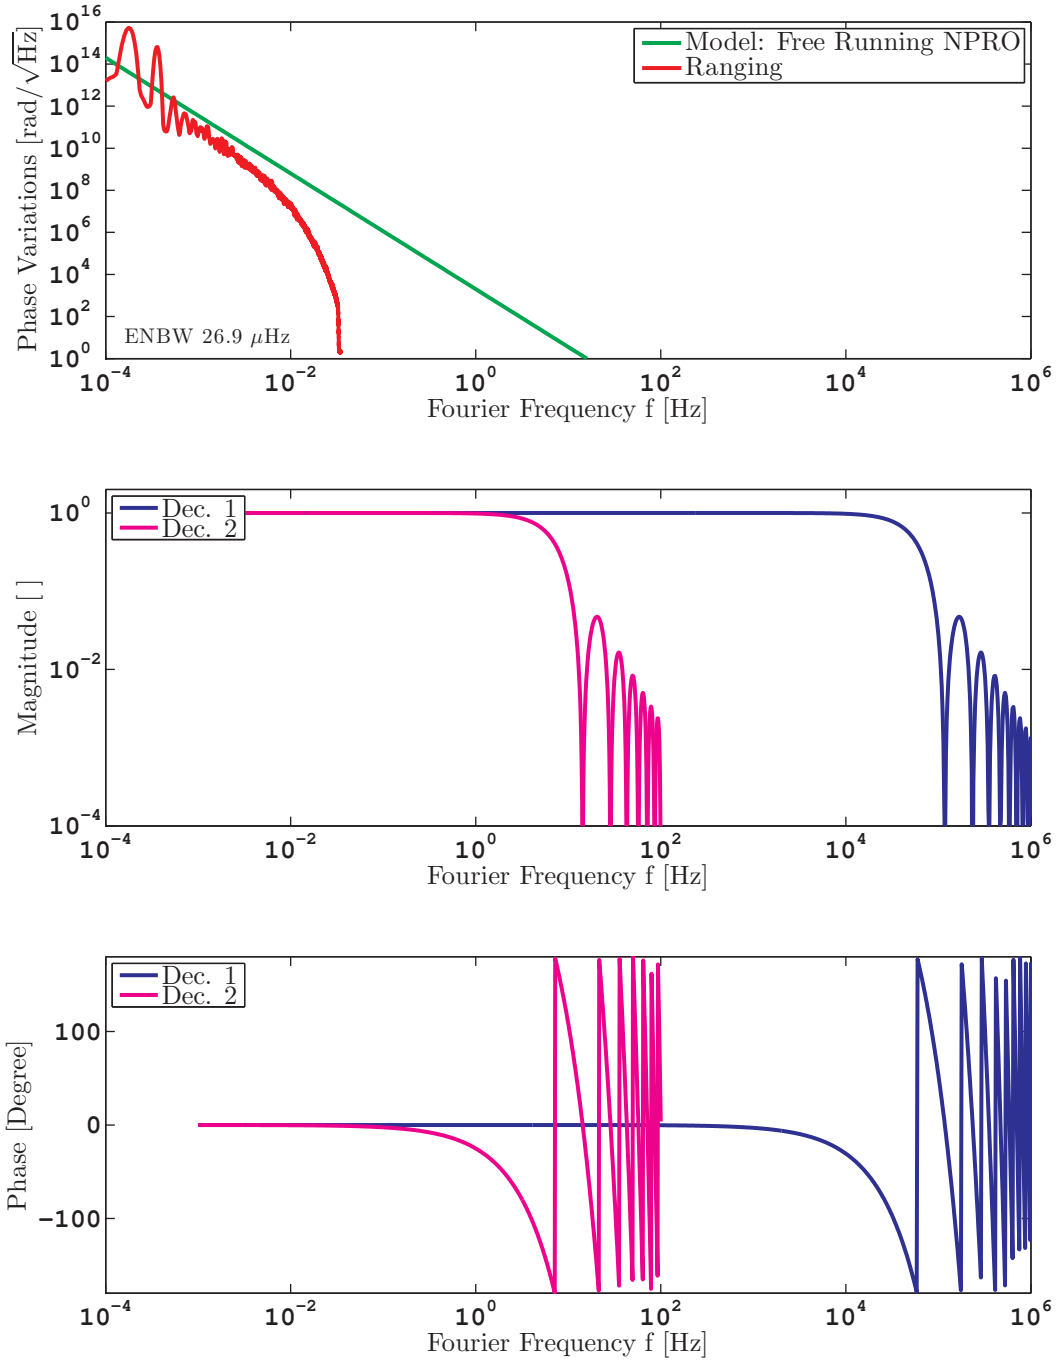 Phase Variations [rad/√Hz]
10^16
10^14
10^12
10^10
10^8
10^6
10^4
10^2
10^0
Model: Free Running NPRO
Ranging
ENBW 26.9 μHz
10^−4 10^−2 10^0 10^2 10^4 10^6
Fourier Frequency f [Hz]
Magnitude [ ]
10^0
10^−2
10^−4
Dec. 1
Dec. 2
10^−4 10^−2 10^0 10^2 10^4 10^6
Fourier Frequency f [Hz]
Phase [Degree]
100
0
−100
Dec. 1
Dec. 2
10^−4 10^−2 10^0 10^2 10^4 10^6
Fourier Frequency f [Hz]